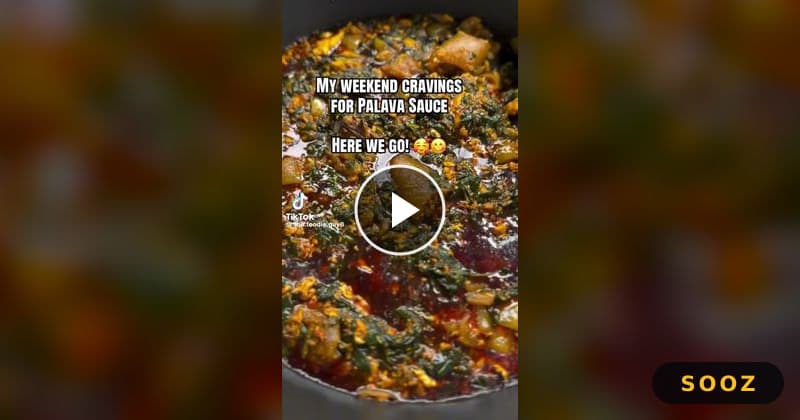 My weekend cravings
for Palava Sauce
Here we go! 🥰😋
TikTok
SOOZ